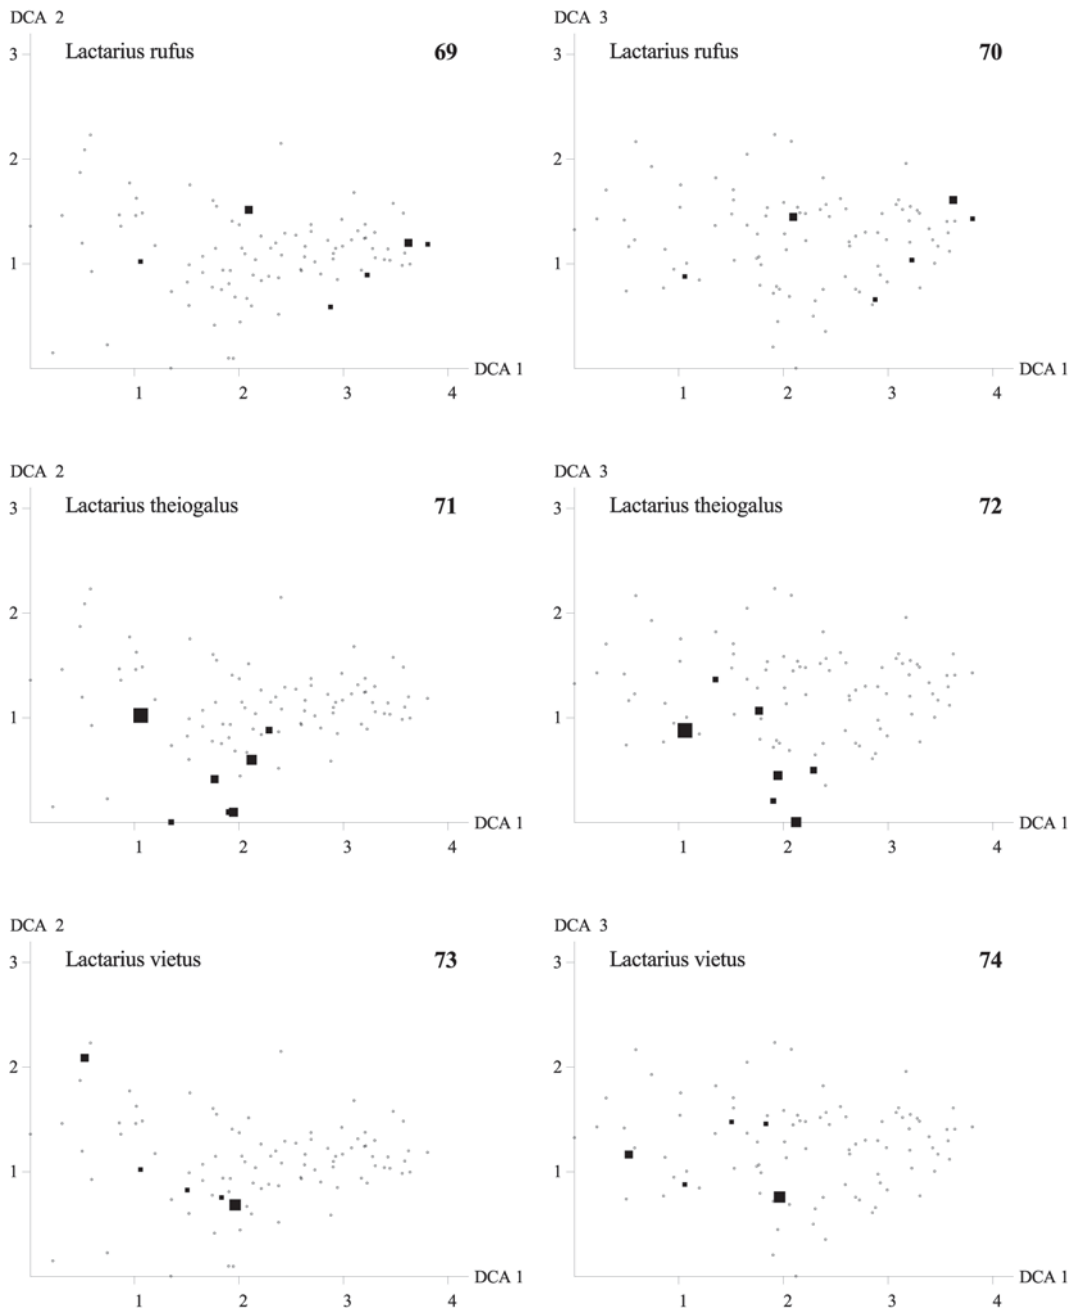 DCA 2
DCA 3
3 Lactarius rufus 69
3 Lactarius rufus 70
2
2
1
1
DCA 1
DCA 1
1 2 3 4
1 2 3 4
DCA 2
DCA 3
3 Lactarius theiogalus 71
3 Lactarius theiogalus 72
2
2
1
1
DCA 1
DCA 1
1 2 3 4
1 2 3 4
DCA 2
DCA 3
3 Lactarius vietus 73
3 Lactarius vietus 74
2
2
1
1
DCA 1
DCA 1
1 2 3 4
1 2 3 4